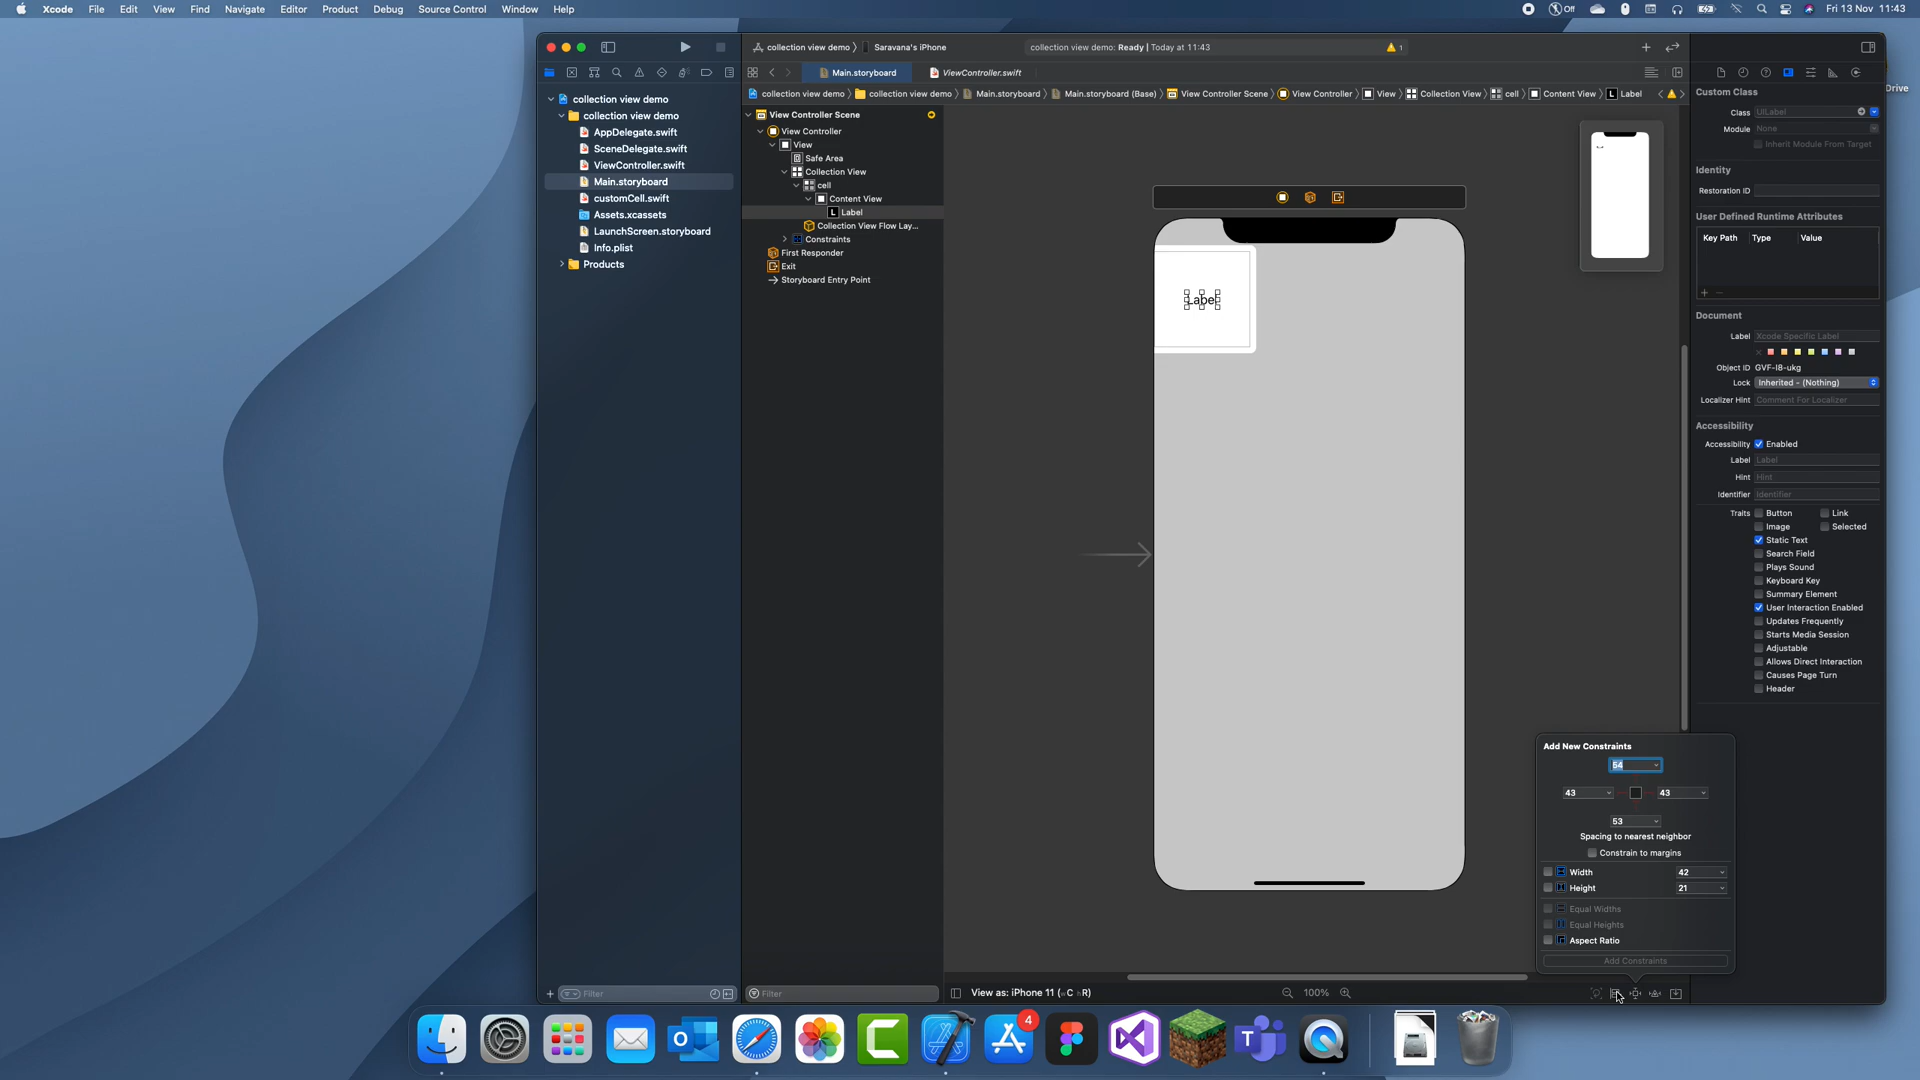 Xcode File Edit View Find Navigate Editor Product Debug Source Control Window Help
Off
Fri 13 Nov 11:43
collection view demo 〉 Saravana's iPhone
collection view demo: Ready | Today at 11:43
1
Main.storyboard
ViewController.swift
collection view demo 〉 collection view demo 〉 Main.storyboard 〉 Main.storyboard (Base) 〉 View Controller Scene 〉 View Controller 〉 View 〉 Collection View 〉 cell 〉 Content View 〉 L Label
Drive
collection view demo
collection view demo
AppDelegate.swift
SceneDelegate.swift
ViewController.swift
Main.storyboard
customCell.swift
Assets.xcassets
LaunchScreen.storyboard
Info.plist
Products
View Controller Scene
View Controller
View
Safe Area
Collection View
cell
Content View
L Label
Collection View Flow Lay...
Constraints
First Responder
Exit
Storyboard Entry Point
Label
Custom Class
Class UILabel
Module None
Inherit Module From Target
Identity
Restoration ID
User Defined Runtime Attributes
Key Path Type Value
Document
Label Xcode Specific Label
Object ID GVF-I8-ukg
Lock Inherited - (Nothing)
Localizer Hint Comment For Localizer
Accessibility
Accessibility Enabled
Label Label
Hint Hint
Identifier Identifier
Traits Button Link
Image Selected
Static Text
Search Field
Plays Sound
Keyboard Key
Summary Element
User Interaction Enabled
Updates Frequently
Starts Media Session
Adjustable
Allows Direct Interaction
Causes Page Turn
Header
Add New Constraints
54
43 43
53
Spacing to nearest neighbor
Constrain to margins
Width 42
Height 21
Equal Widths
Equal Heights
Aspect Ratio
Add Constraints
Filter
Filter
View as: iPhone 11 (wC hR)
100%
4